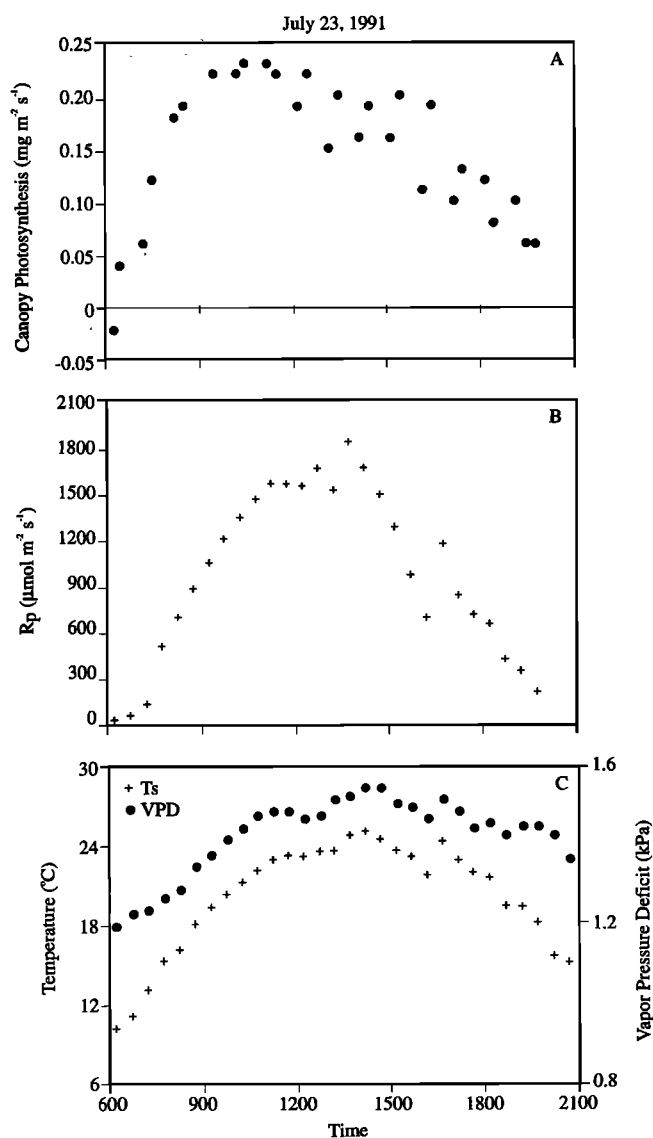 July 23, 1991
A
Canopy Photosynthesis (mg m⁻² s⁻¹)
0.25
0.20
0.15
0.10
0.05
0
-0.05
B
Rp (µmol m⁻² s⁻¹)
2100
1800
1500
1200
900
600
300
0
C
+ Ts
● VPD
Temperature (℃)
30
24
18
12
6
Vapor Pressure Deficit (kPa)
1.6
1.2
0.8
600 900 1200 1500 1800 2100
Time